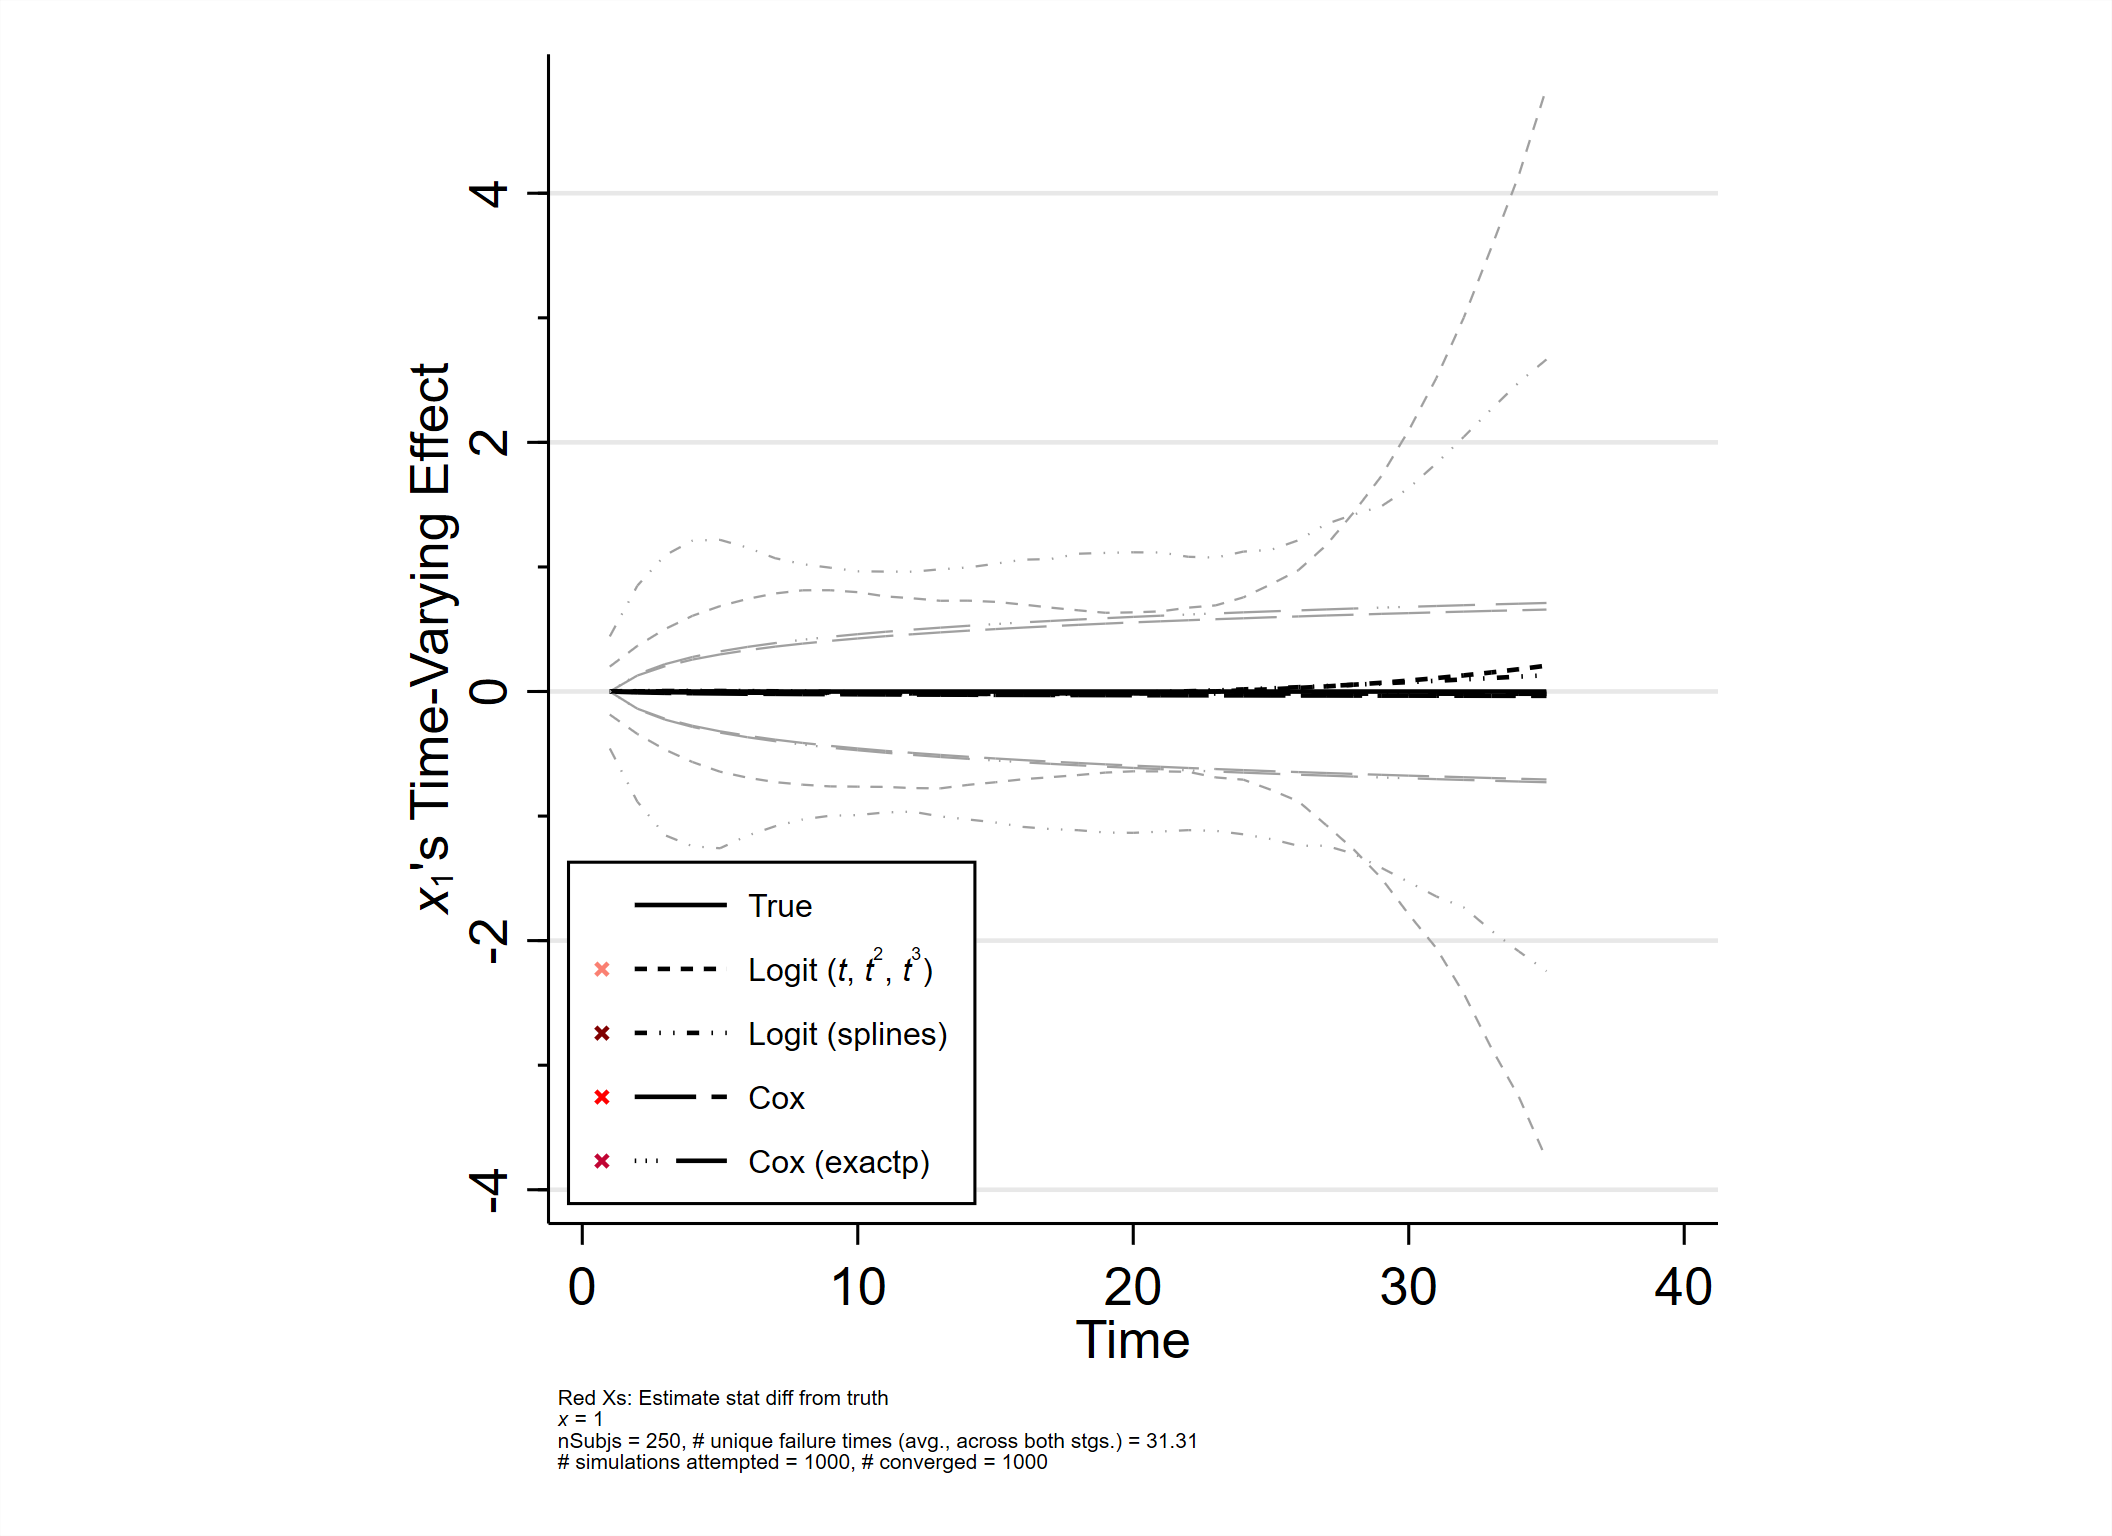 4
2
0
-2
-4
x₁'s Time-Varying Effect
True
Logit (t, t², t³)
Logit (splines)
Cox
Cox (exactp)
0 10 20 30 40
Time
Red Xs: Estimate stat diff from truth
x = 1
nSubjs = 250, # unique failure times (avg., across both stgs.) = 31.31
# simulations attempted = 1000, # converged = 1000